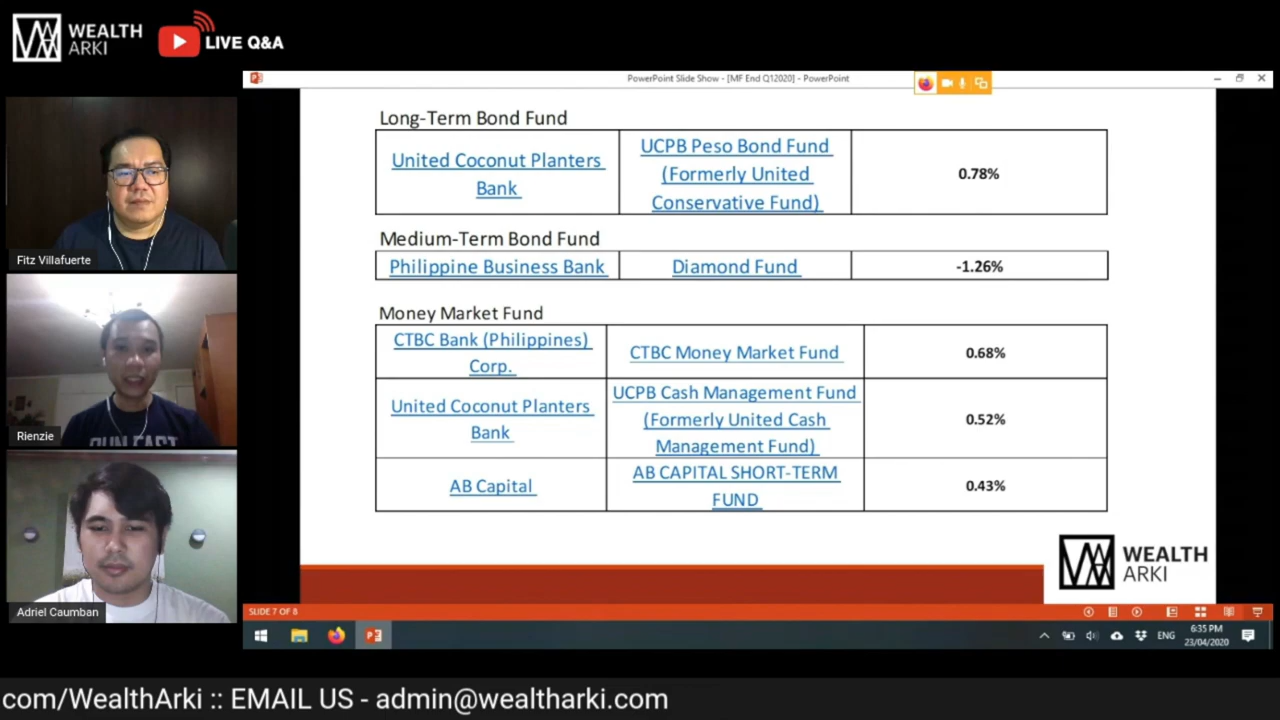 WEALTH
ARKI
LIVE Q&A
PowerPoint Slide Show - [MF End Q12020] - PowerPoint
Fitz Villafuerte
Rienzie
Adriel Caumban
Long-Term Bond Fund
United Coconut Planters
Bank
UCPB Peso Bond Fund
(Formerly United
Conservative Fund)
0.78%
Medium-Term Bond Fund
Philippine Business Bank
Diamond Fund
-1.26%
Money Market Fund
CTBC Bank (Philippines)
Corp.
CTBC Money Market Fund
0.68%
United Coconut Planters
Bank
UCPB Cash Management Fund
(Formerly United Cash
Management Fund)
0.52%
AB Capital
AB CAPITAL SHORT-TERM
FUND
0.43%
WEALTH
ARKI
SLIDE 7 OF 8
ENG
6:35 PM
23/04/2020
com/WealthArki :: EMAIL US - admin@wealtharki.com